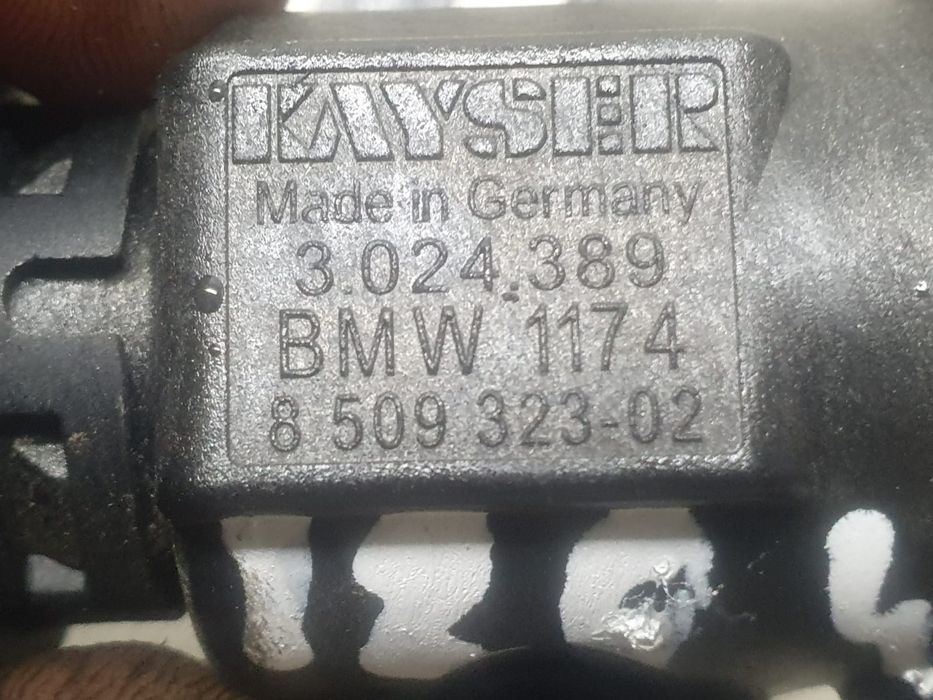 KAYSER
Made in Germany
3.024.389
BMW 1174
8 509 323-02